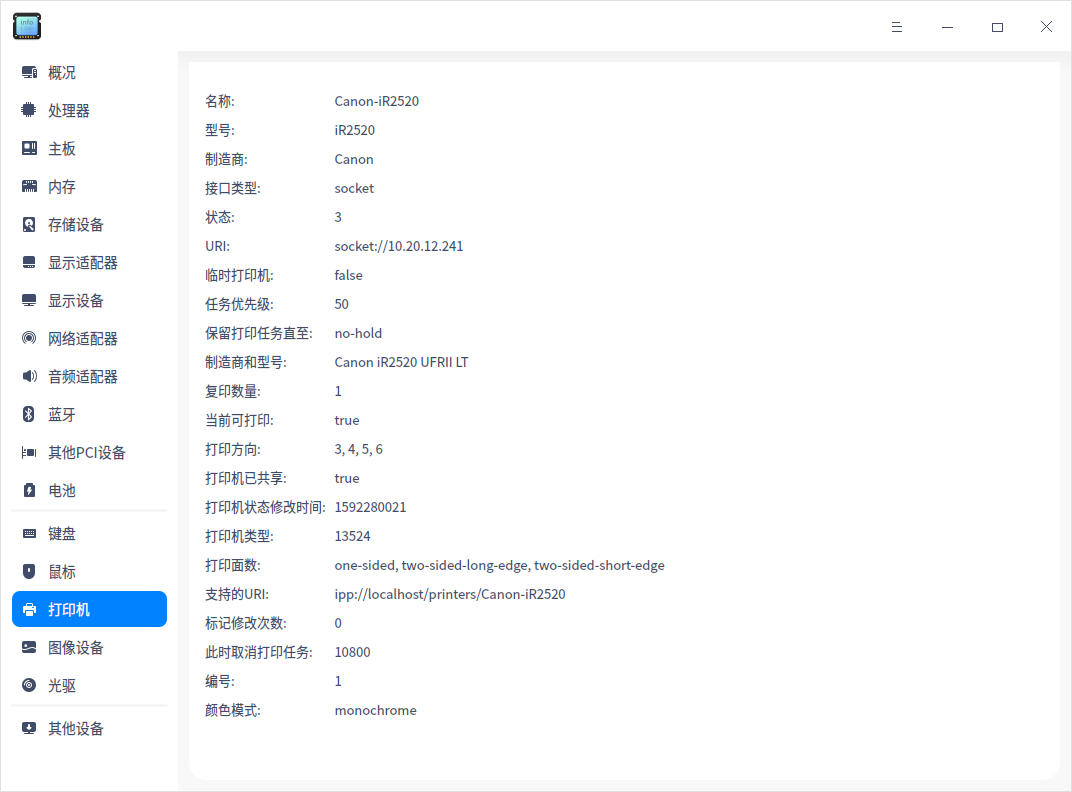 info
概况
处理器
主板
内存
存储设备
显示适配器
显示设备
网络适配器
音频适配器
蓝牙
其他PCI设备
电池
键盘
鼠标
打印机
图像设备
光驱
其他设备
名称: Canon-iR2520
型号: iR2520
制造商: Canon
接口类型: socket
状态: 3
URI: socket://10.20.12.241
临时打印机: false
任务优先级: 50
保留打印任务直至: no-hold
制造商和型号: Canon iR2520 UFRII LT
复印数量: 1
当前可打印: true
打印方向: 3, 4, 5, 6
打印机已共享: true
打印机状态修改时间: 1592280021
打印机类型: 13524
打印面数: one-sided, two-sided-long-edge, two-sided-short-edge
支持的URI: ipp://localhost/printers/Canon-iR2520
标记修改次数: 0
此时取消打印任务: 10800
编号: 1
颜色模式: monochrome